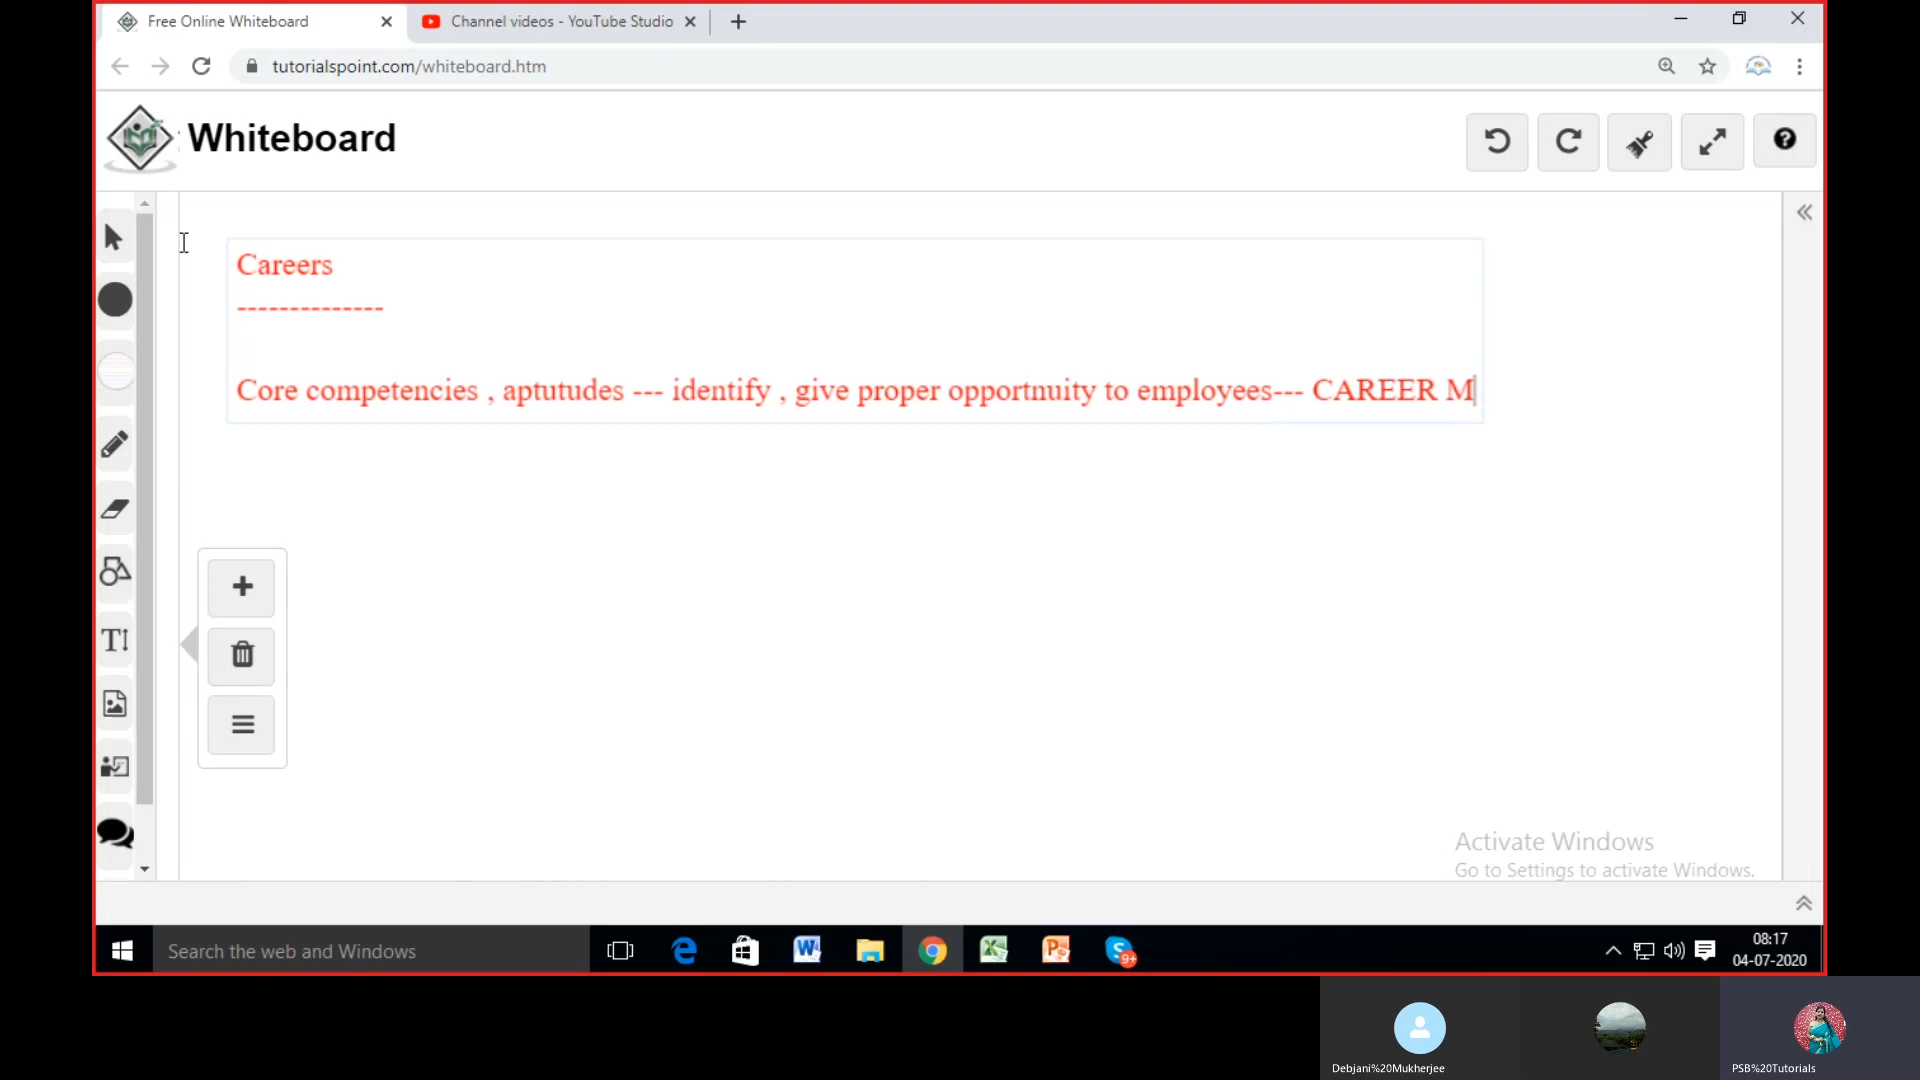 Free Online Whiteboard
Channel videos - YouTube Studio
tutorialspoint.com/whiteboard.htm
Whiteboard
Careers
--------------
Core competencies , aptutudes --- identify , give proper opportnuity to employees--- CAREER M
Activate Windows
Go to Settings to activate Windows.
Search the web and Windows
9+
08:17
04-07-2020
Debjani%20Mukherjee
PSB%20Tutorials